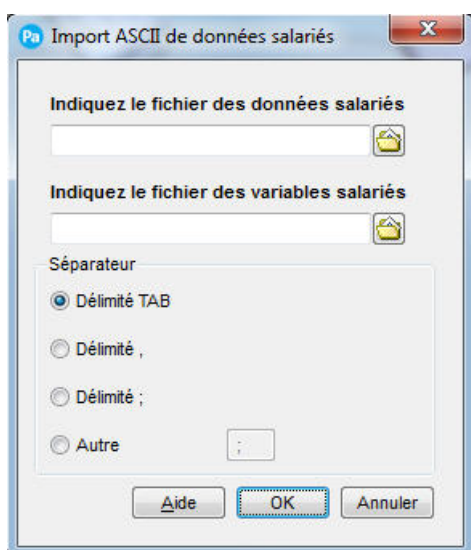 Pa Import ASCII de données salariés
Indiquez le fichier des données salariés
Indiquez le fichier des variables salariés
Séparateur
Délimité TAB
Délimité ,
Délimité ;
Autre ;
Aide OK Annuler